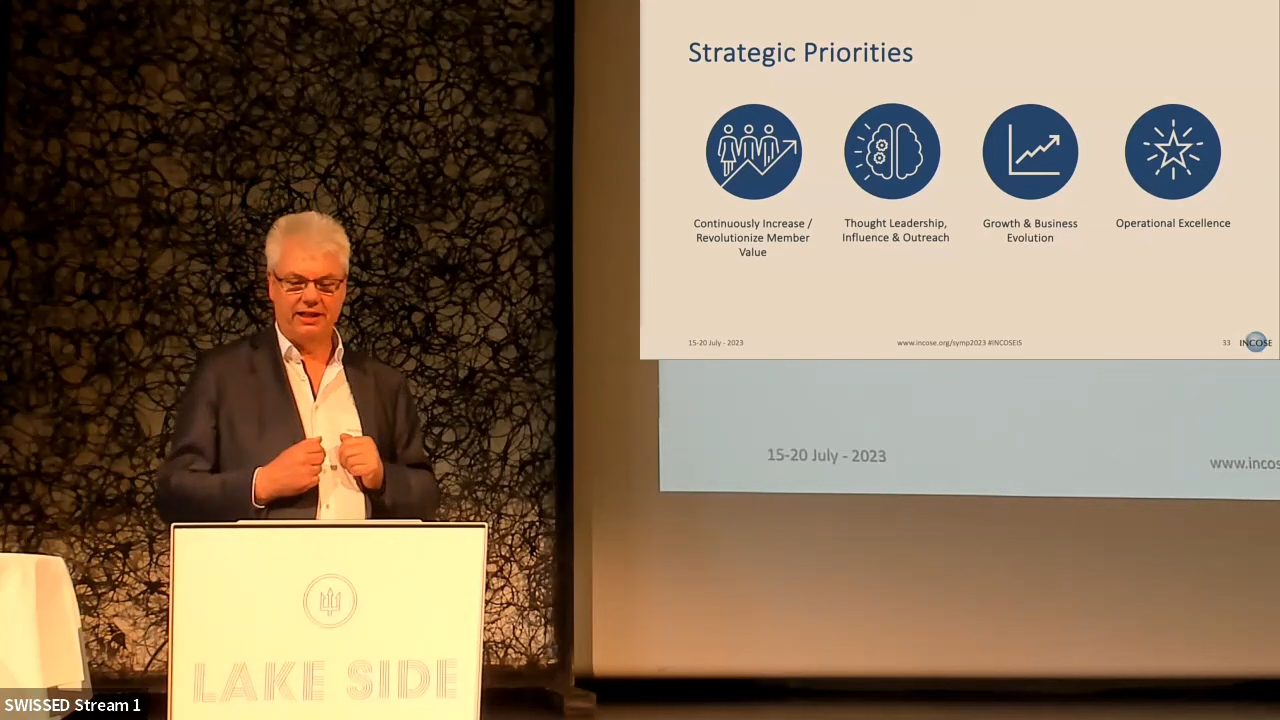 Strategic Priorities
Continuously Increase /
Revolutionize Member
Value
Thought Leadership,
Influence & Outreach
Growth & Business
Evolution
Operational Excellence
15-20 July - 2023
www.incose.org/symp2023 #INCOSEIS
33
INCOSE
15-20 July - 2023
www.incos
LAKE SIDE
SWISSED Stream 1